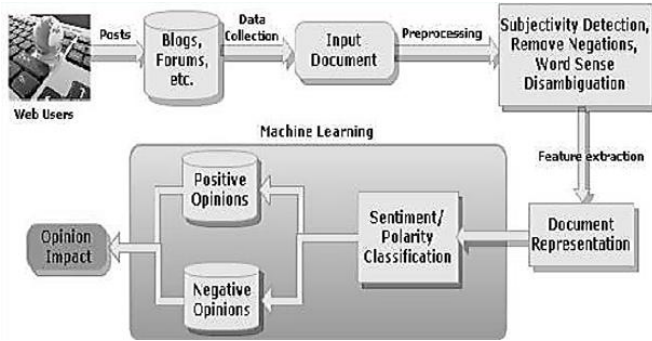 Posts
Blogs,
Forums,
etc.
Data
Collection
Input
Document
Preprocessing
Subjectivity Detection,
Remove Negations,
Word Sense
Disambiguation
Web Users
Machine Learning
Feature extraction
Positive
Opinions
Sentiment/
Polarity
Classification
Document
Representation
Opinion
Impact
Negative
Opinions